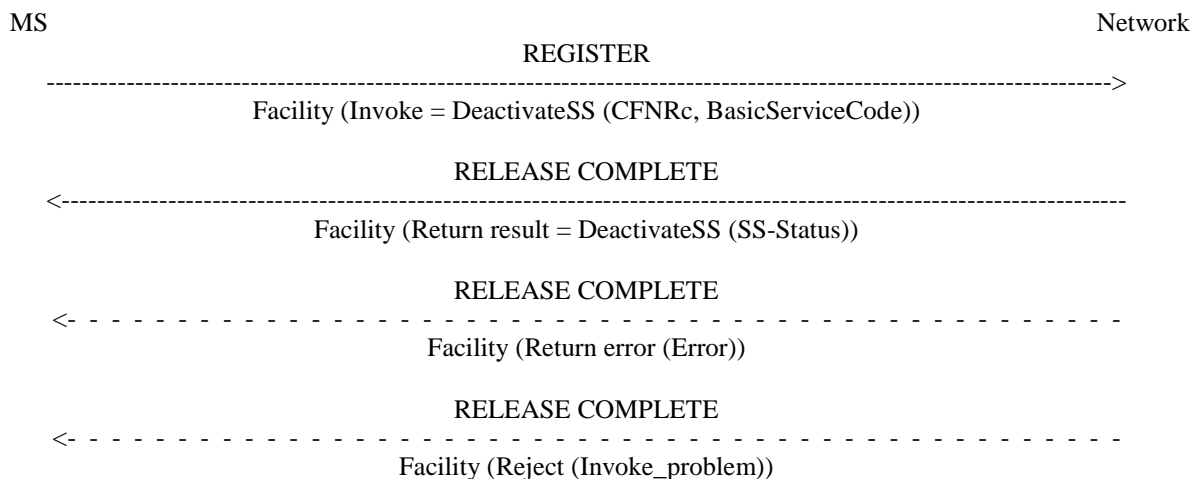 MS Network
REGISTER
Facility (Invoke = DeactivateSS (CFNRc, BasicServiceCode))
RELEASE COMPLETE
Facility (Return result = DeactivateSS (SS-Status))
RELEASE COMPLETE
Facility (Return error (Error))
RELEASE COMPLETE
Facility (Reject (Invoke_problem))